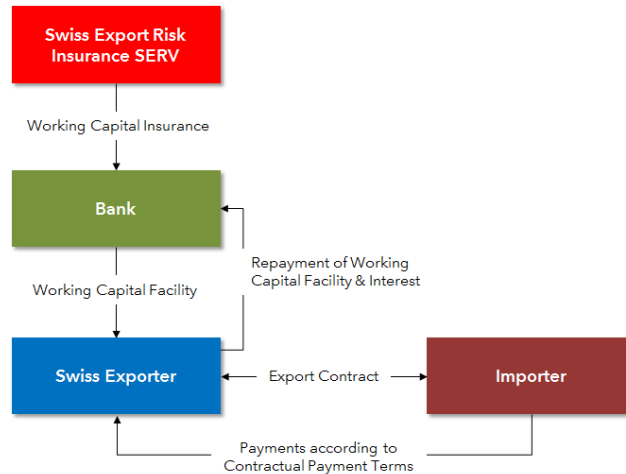 Swiss Export Risk
Insurance SERV
Working Capital Insurance
Bank
Repayment of Working
Capital Facility & Interest
Working Capital Facility
Swiss Exporter
Export Contract
Importer
Payments according to
Contractual Payment Terms